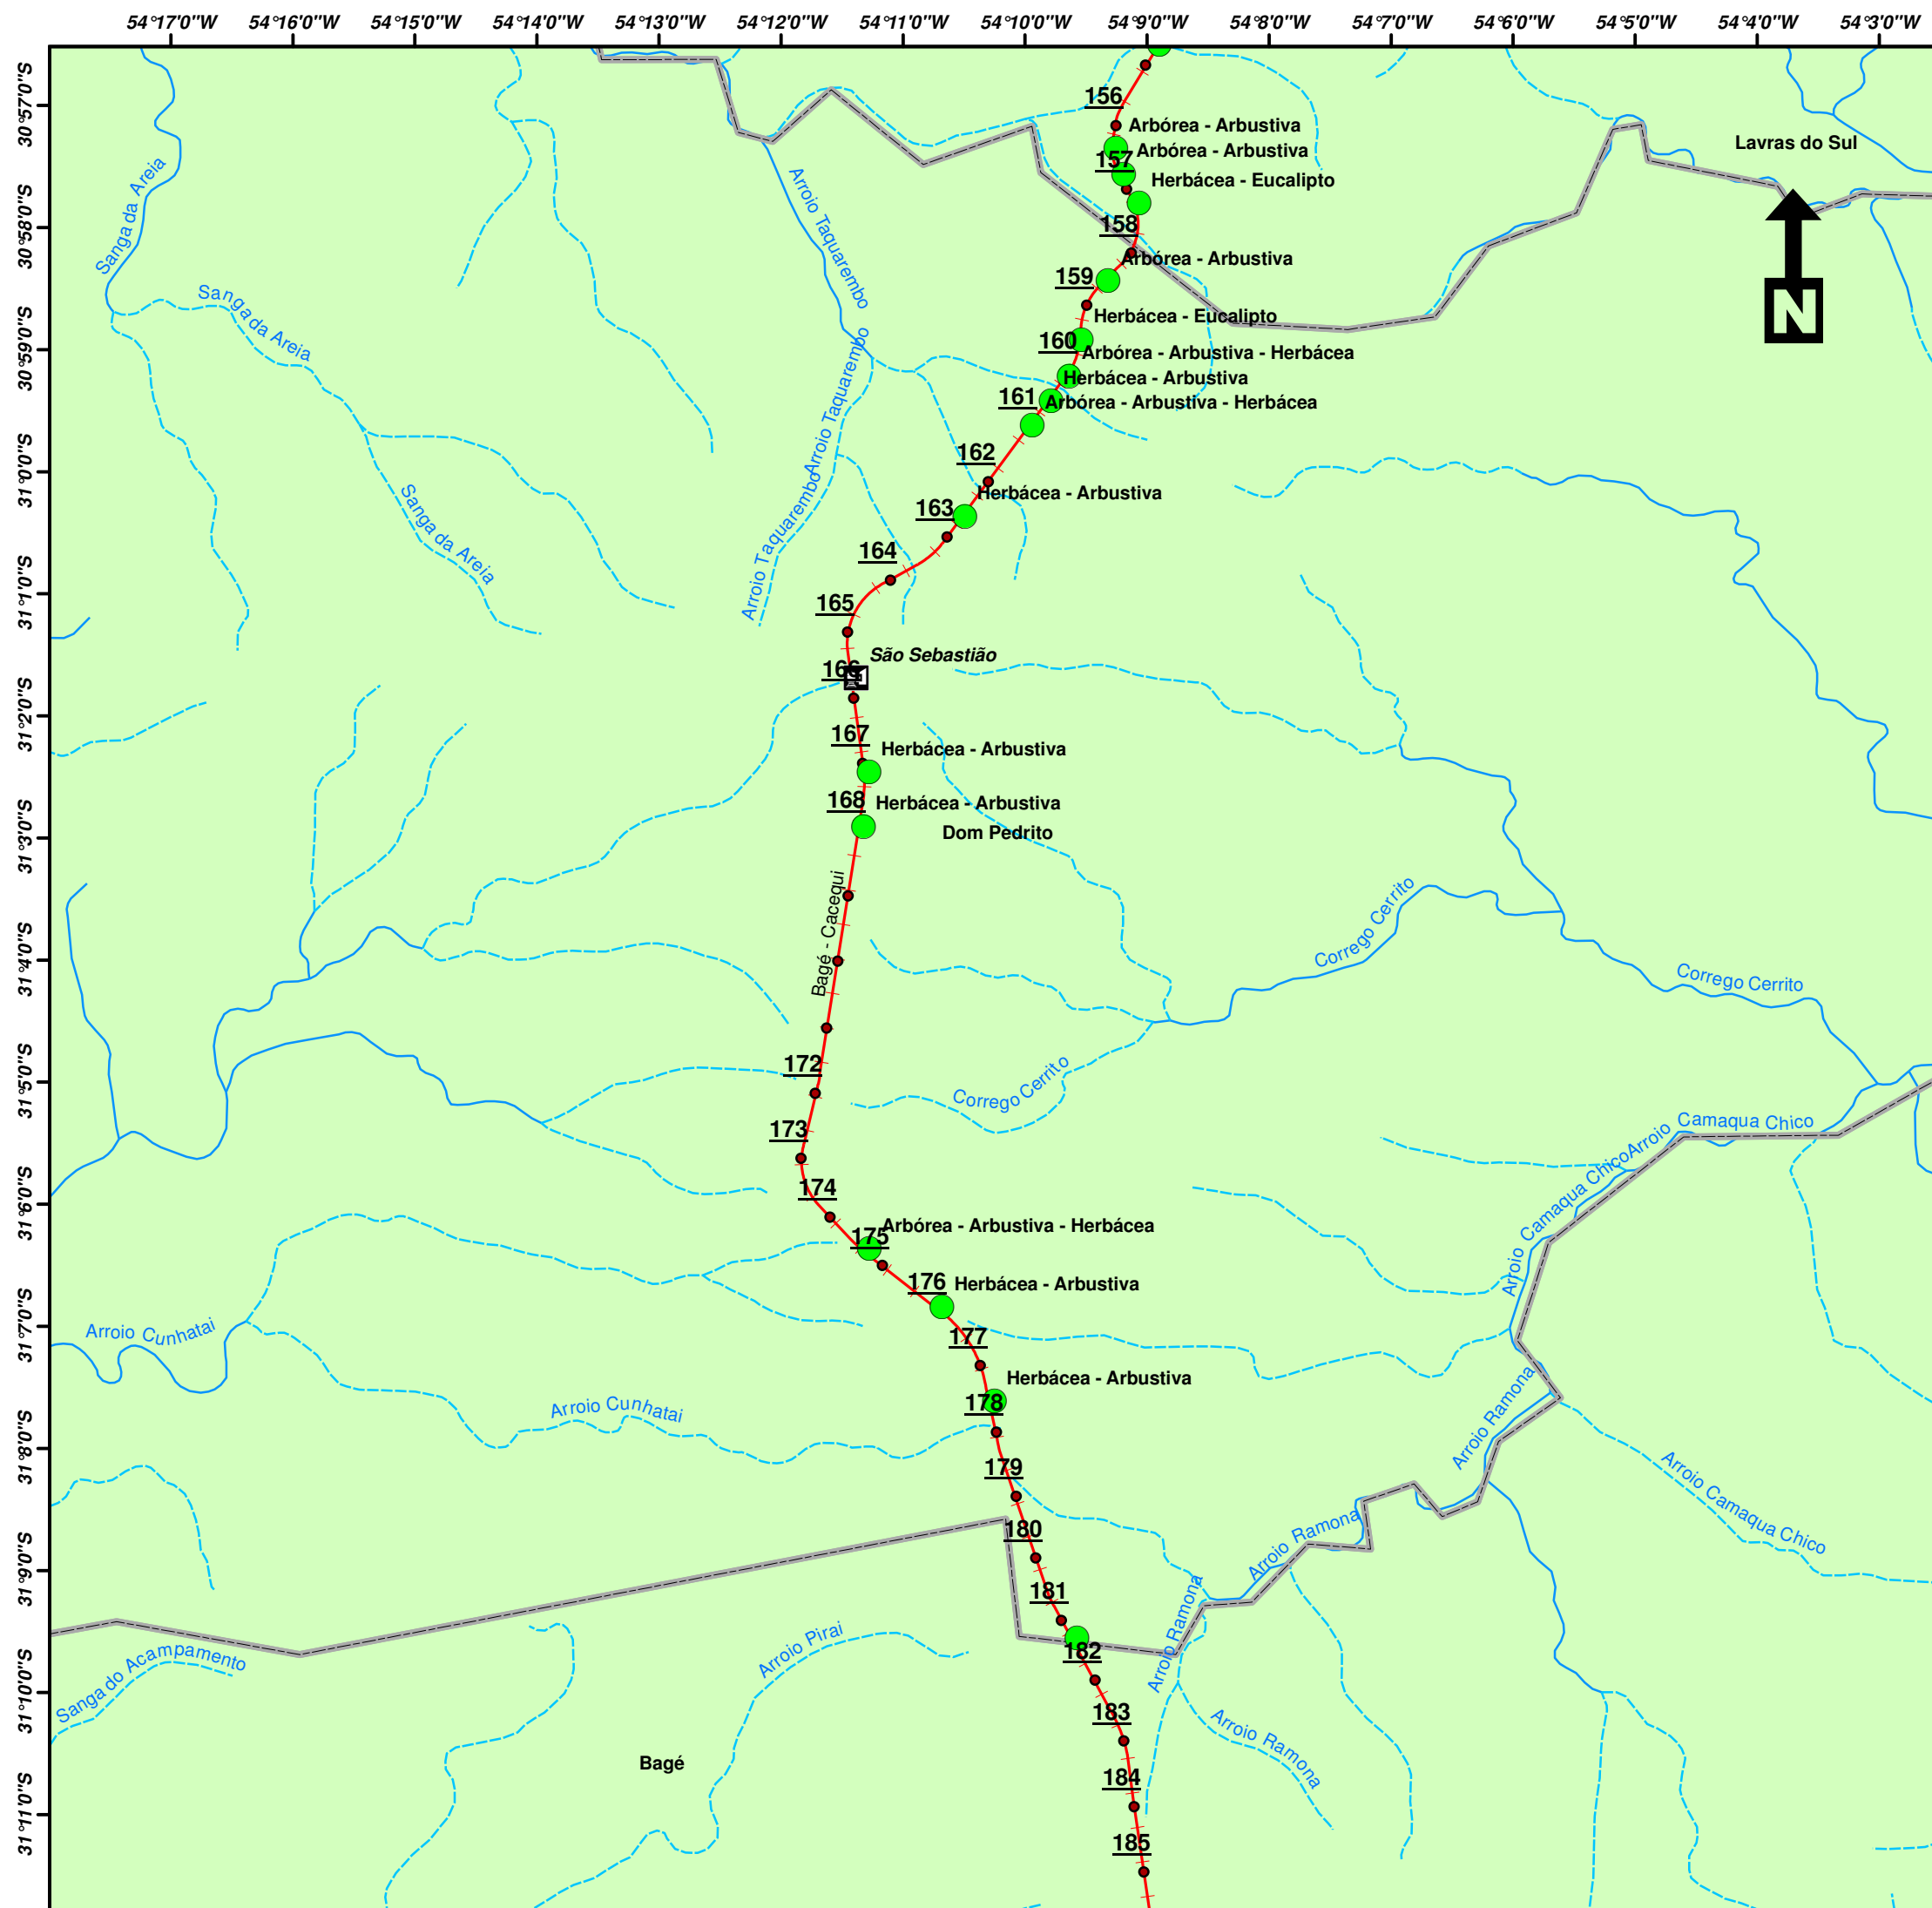 54°17'0"W 54°16'0"W 54°15'0"W 54°14'0"W 54°13'0"W 54°12'0"W 54°11'0"W 54°10'0"W 54°9'0"W 54°8'0"W 54°7'0"W 54°6'0"W 54°5'0"W 54°4'0"W 54°3'0"W
30°57'0"S
156
Arbórea - Arbustiva
Lavras do Sul
Arbórea - Arbustiva
157
Herbácea - Eucalipto
Sanga da Areia
Arroio Taquarembo
30°58'0"S
158
Arbórea - Arbustiva
159
N
Sanga da Areia
Herbácea - Eucalipto
30°59'0"S
160
Arbórea - Arbustiva - Herbácea
Herbácea - Arbustiva
161
Arbórea - Arbustiva - Herbácea
Arroio Taquarembo
31°0'0"S
162
Herbácea - Arbustiva
163
Sanga da Areia
Arroio Taquarembo
164
31°1'0"S
165
São Sebastião
166
31°2'0"S
167
Herbácea - Arbustiva
168
Herbácea - Arbustiva
Dom Pedrito
31°3'0"S
Bagé - Cacequi
Corrego Cerrito
31°4'0"S
Corrego Cerrito
172
31°5'0"S
Corrego Cerrito
173
Arroio Camaqua Chico
Arroio Camaqua Chico
174
31°6'0"S
Arbórea - Arbustiva - Herbácea
175
176
Herbácea - Arbustiva
31°7'0"S
Arroio Cunhatai
177
Herbácea - Arbustiva
178
Arroio Cunhatai
Arroio Ramona
31°8'0"S
179
Arroio Camaqua Chico
180
Arroio Ramona
31°9'0"S
181
Arroio Ramona
182
Arroio Pirai
Sanga do Acampamento
31°10'0"S
183
Arroio Ramona
Bagé
184
31°11'0"S
185